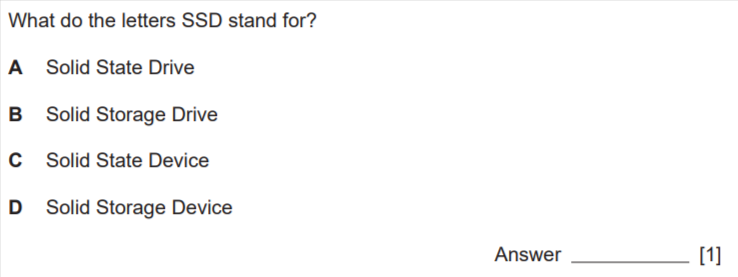 What do the letters SSD stand for?
A Solid State Drive
B Solid Storage Drive
C Solid State Device
D Solid Storage Device
Answer __________ [1]